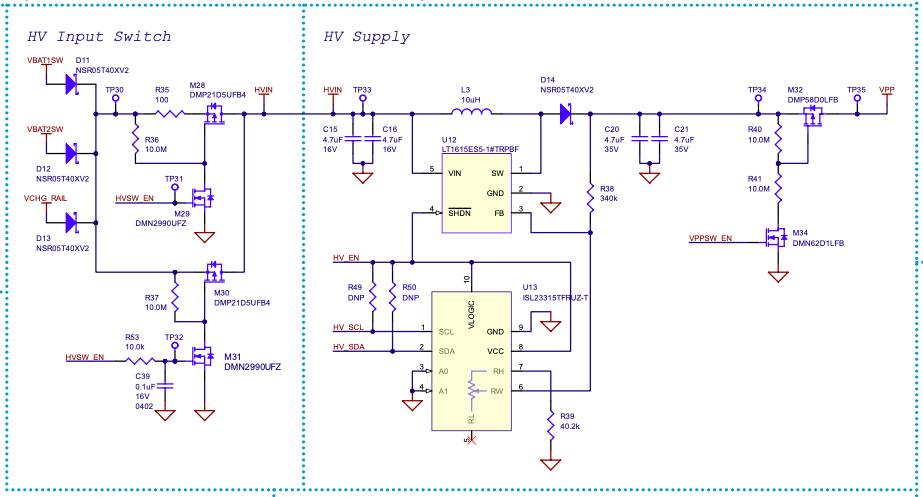 HV Input Switch
VBAT1SW
D11
NSR05T40XV2
TP30
R35
100
M28
DMP21D5UFB4
HVIN
R36
10.0M
VBAT2SW
D12
NSR05T40XV2
TP31
HVSW_EN
M29
DMN2990UFZ
VCHG_RAIL
D13
NSR05T40XV2
M30
DMP21D5UFB4
R37
10.0M
R53
10.0k
TP32
HVSW_EN
M31
DMN2990UFZ
C39
0.1uF
16V
0402
HV Supply
HVIN
TP33
L3
10uH
D14
NSR05T40XV2
C15
4.7uF
16V
C16
4.7uF
16V
U12
LT1615ES5-1#TRPBF
5
VIN
SW
1
GND
2
4
SHDN
FB
3
R38
340k
C20
4.7uF
35V
C21
4.7uF
35V
TP34
M32
DMP58D0LFB
TP35
VPP
R40
10.0M
R41
10.0M
VPPSW_EN
M34
DMN62D1LFB
HV_EN
R49
DNP
R50
DNP
10
U13
ISL23315TFRUZ-T
VLOGIC
HV_SCL
1
SCL
GND
9
HV_SDA
2
SDA
VCC
8
3
A0
RH
7
4
A1
RW
6
RL
5
R39
40.2k